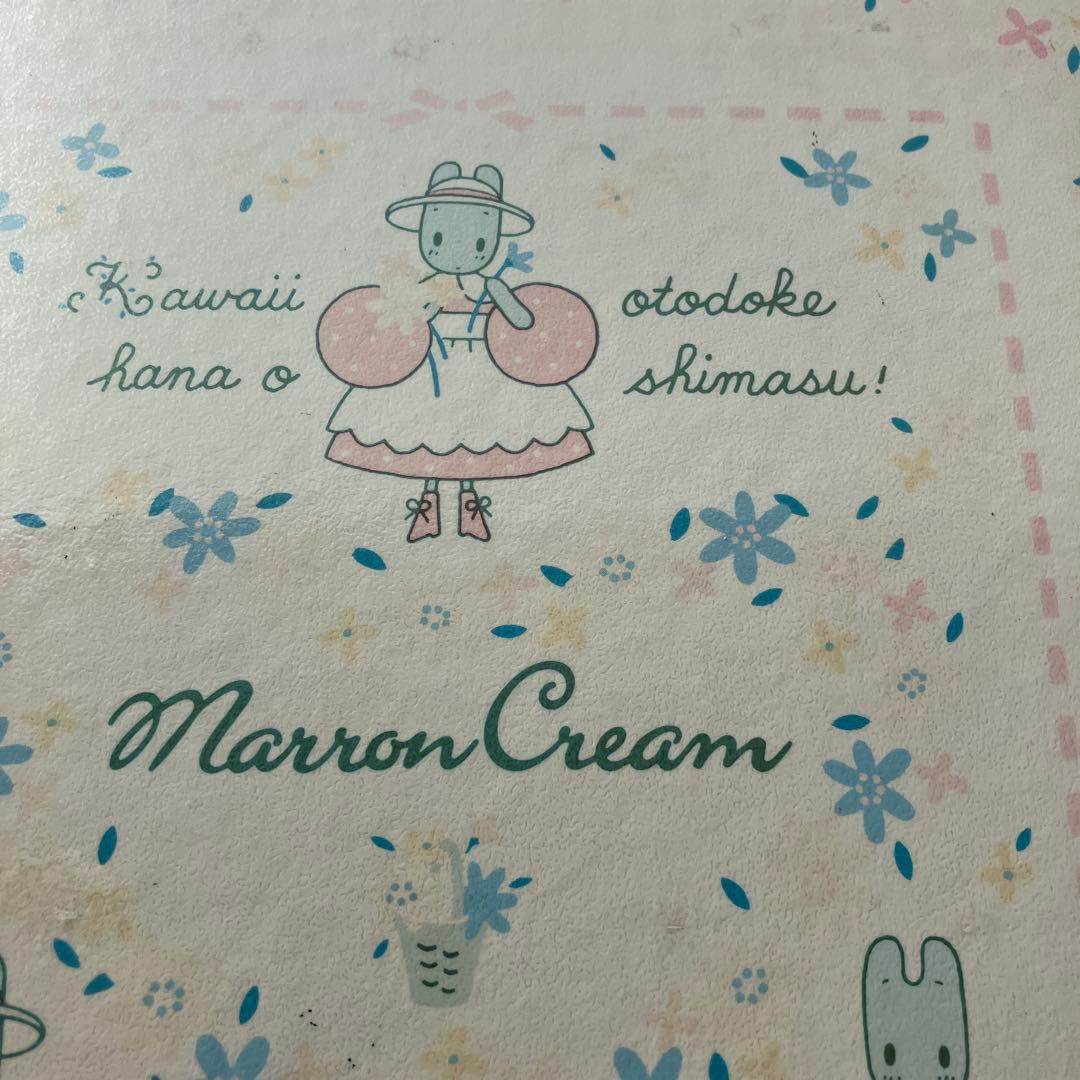 Kawaii otodoke
hana o shimasu!
Marron Cream